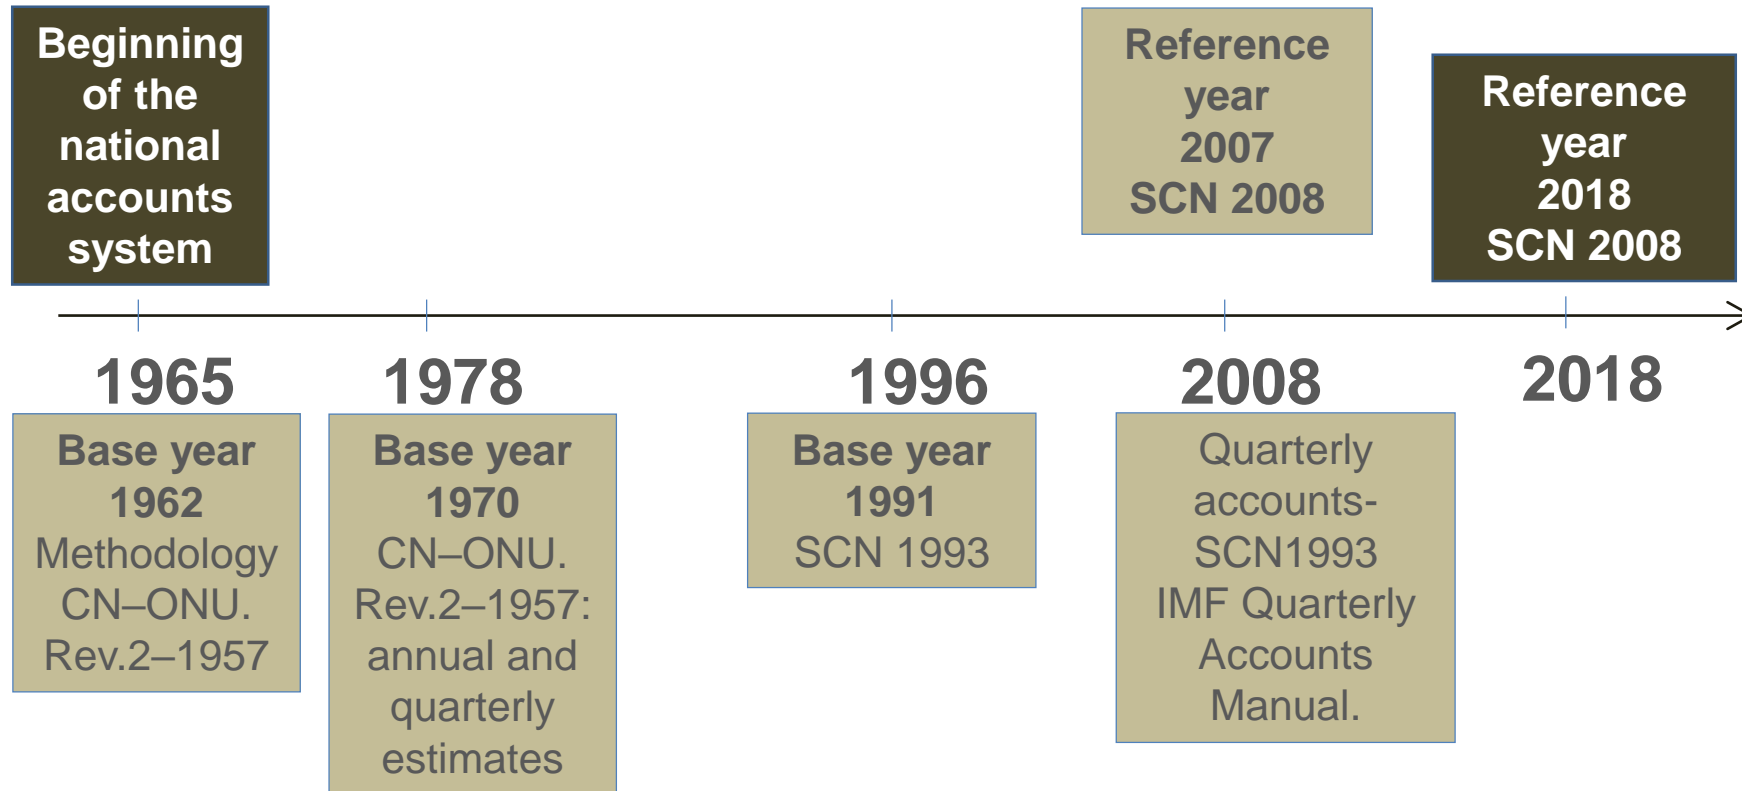 Beginning
of the
national
accounts
system
Reference
year
2007
SCN 2008
Reference
year
2018
SCN 2008
1965
1978
1996
2008
2018
Base year
1962
Methodology
CN–ONU.
Rev.2–1957
Base year
1970
CN–ONU.
Rev.2–1957:
annual and
quarterly
estimates
Base year
1991
SCN 1993
Quarterly
accounts-
SCN1993
IMF Quarterly
Accounts
Manual.